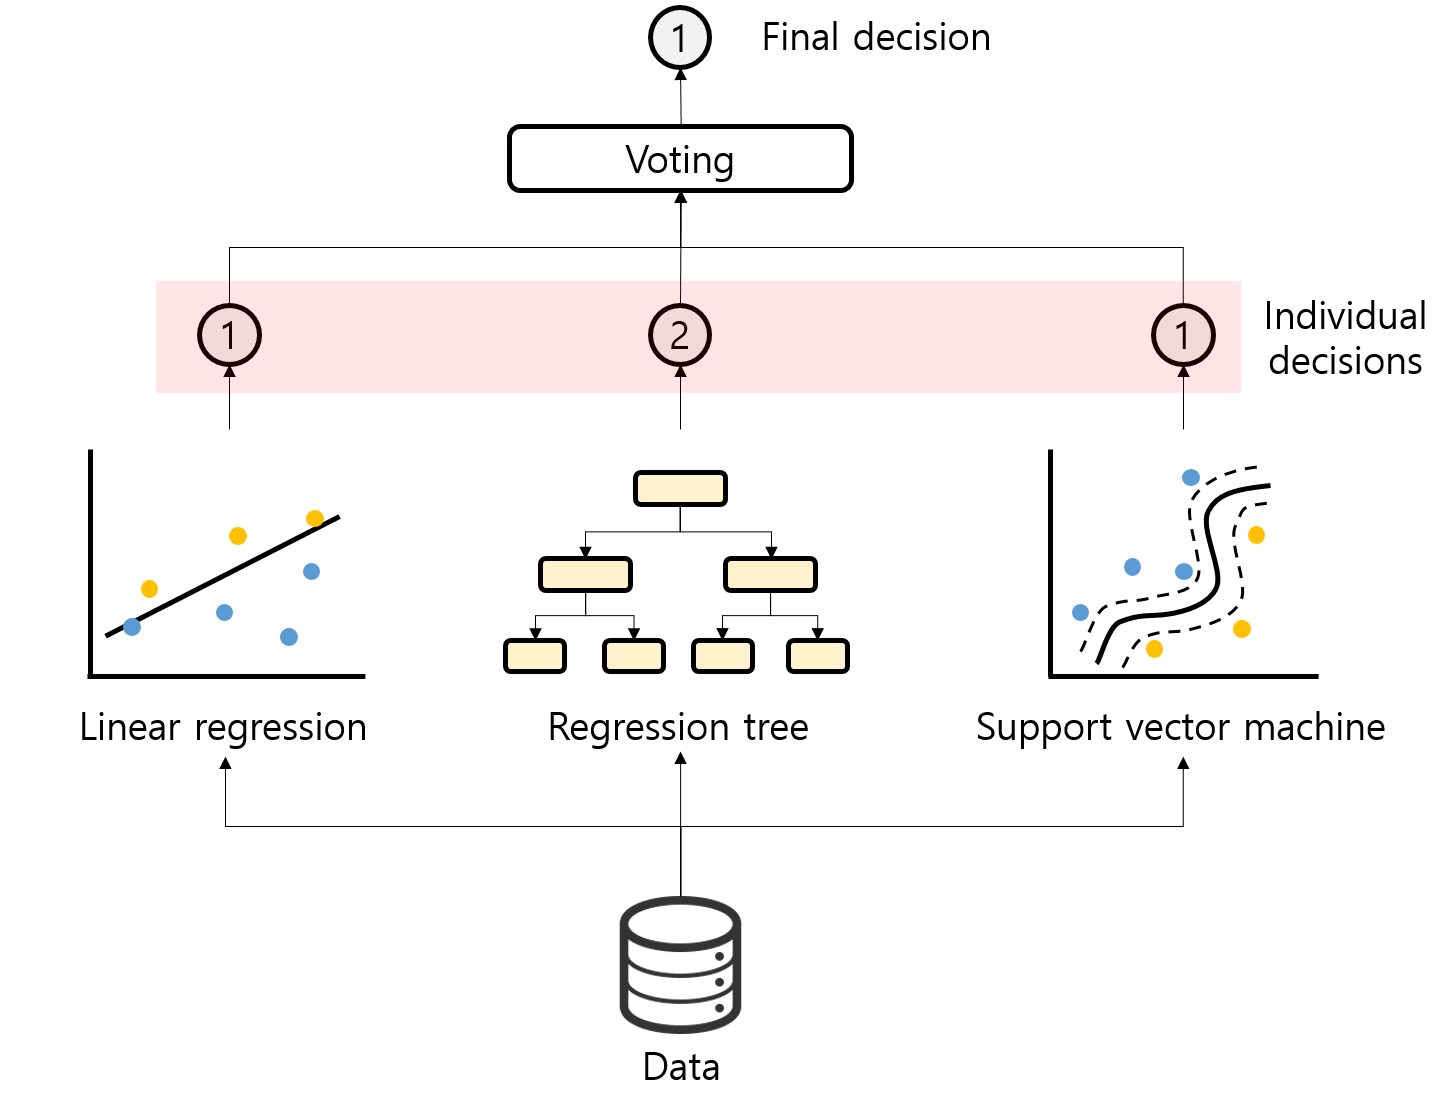 1 Final decision
Voting
1 2 1
Individual
decisions
Linear regression Regression tree Support vector machine
Data